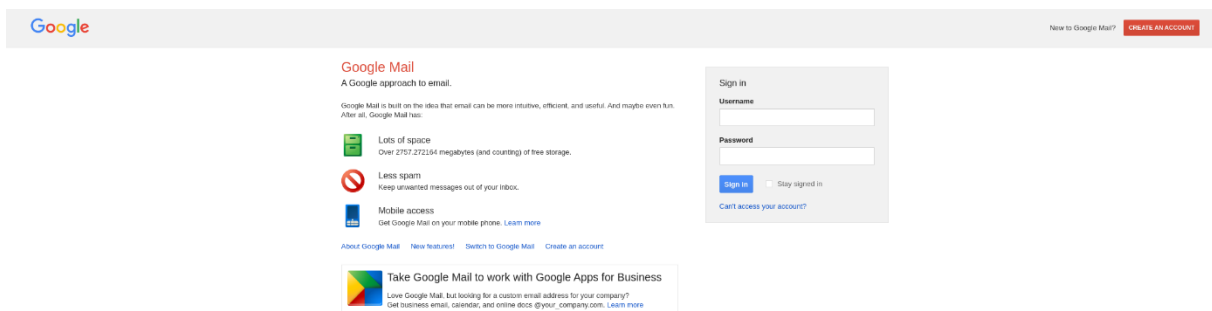 Google
New to Google Mail? CREATE AN ACCOUNT
Google Mail
A Google approach to email.
Google Mail is built on the idea that email can be more intuitive, efficient, and useful. And maybe even fun.
After all, Google Mail has:
Lots of space
Over 2757.272164 megabytes (and counting) of free storage.
Less spam
Keep unwanted messages out of your inbox.
Mobile access
Get Google Mail on your mobile phone. Learn more
About Google Mail New features! Switch to Google Mail Create an account
Take Google Mail to work with Google Apps for Business
Love Google Mail, but looking for a custom email address for your company?
Get business email, calendar, and online docs @your_company.com. Learn more
Sign in
Username
Password
Sign in Stay signed in
Can't access your account?